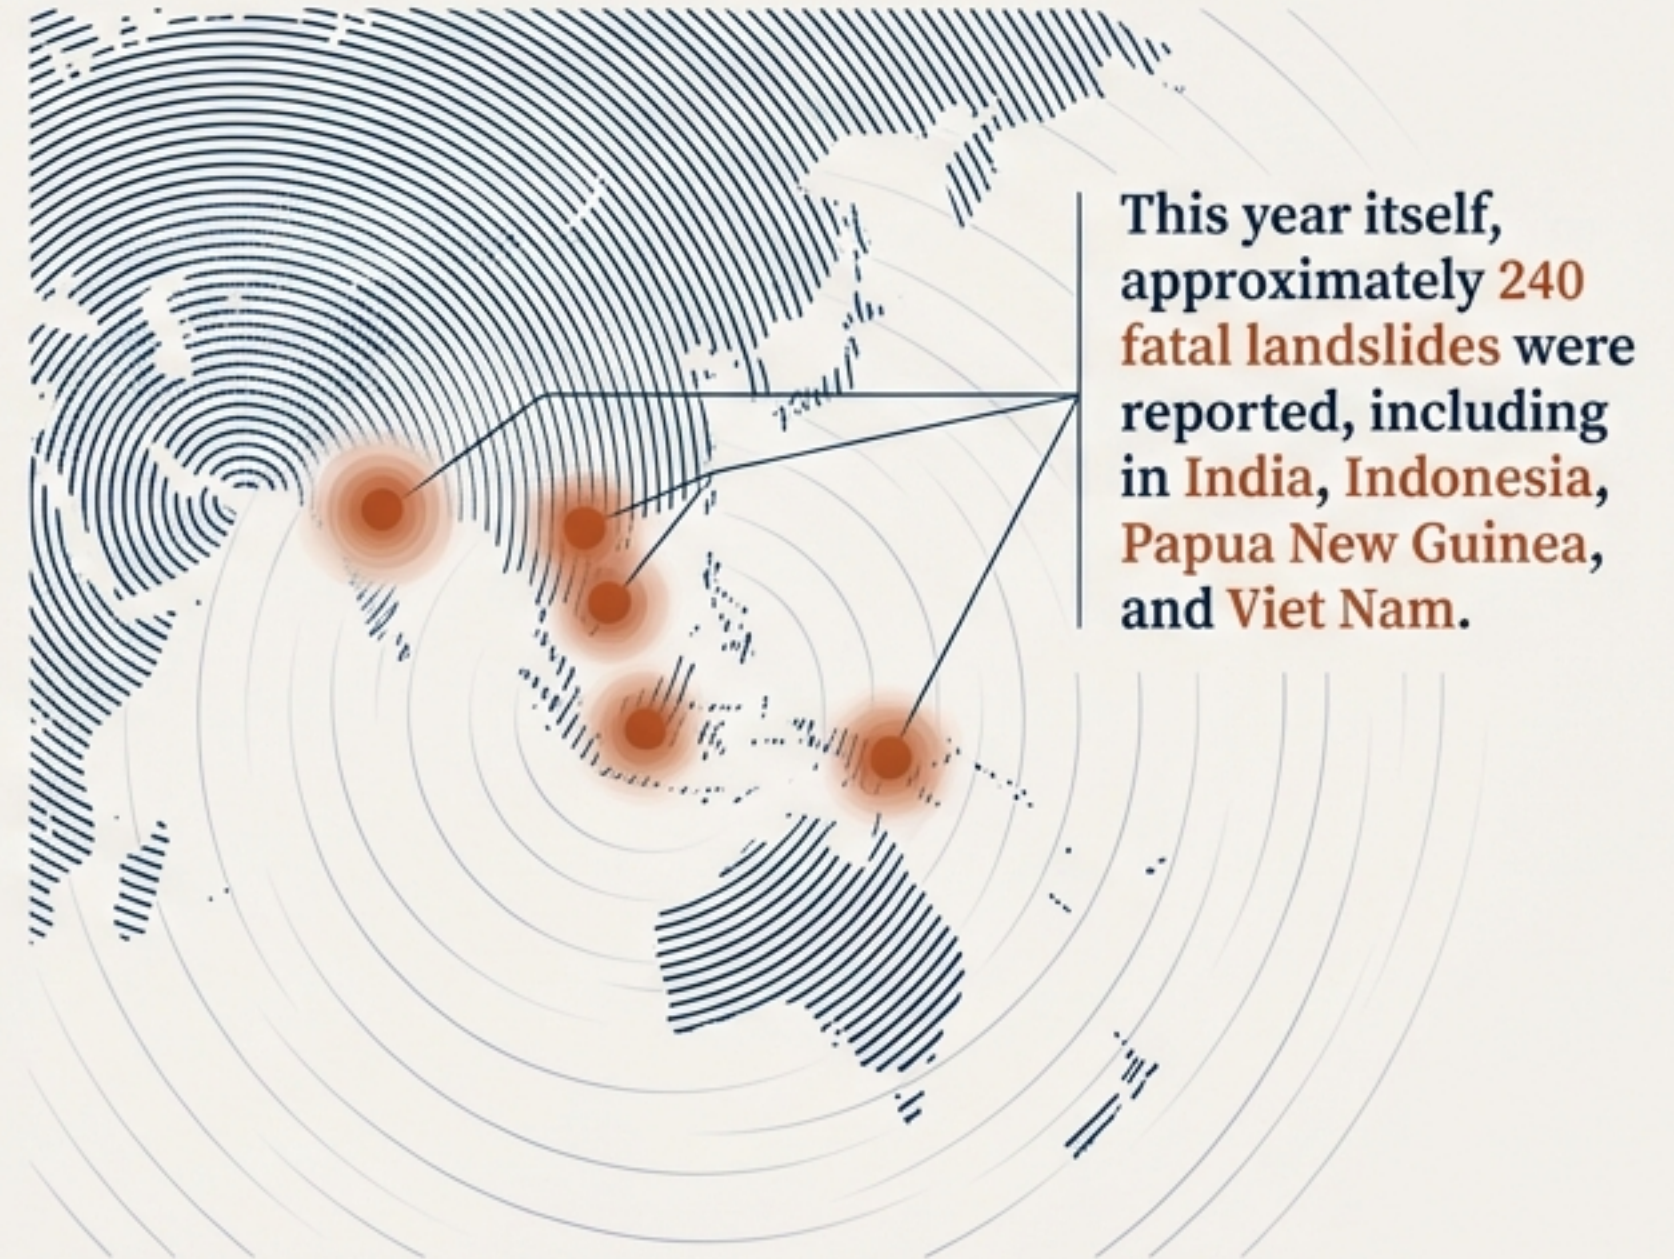 This year itself,
approximately 240
fatal landslides were
reported, including
in India, Indonesia,
Papua New Guinea,
and Viet Nam.